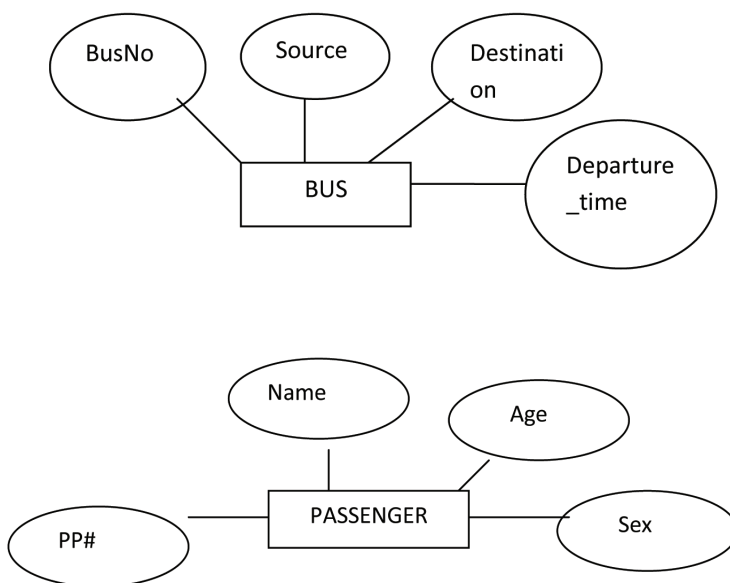 BusNo
Source
Destinati
on
BUS
Departure
_time
Name
Age
PASSENGER
PP#
Sex